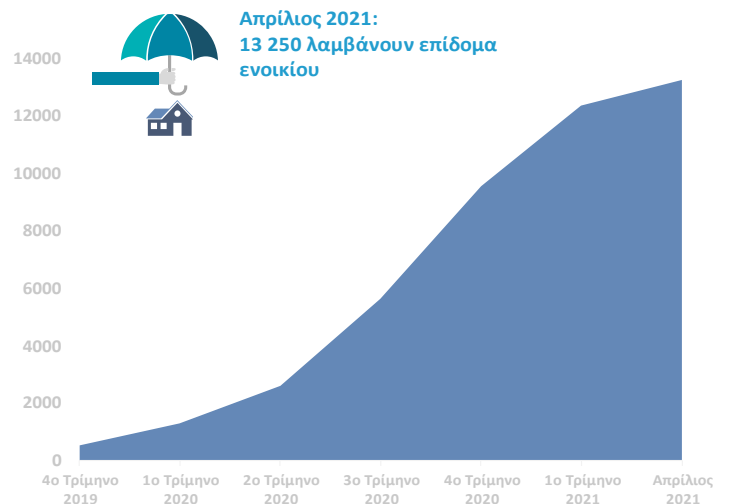 Απρίλιος 2021:
13 250 λαμβάνουν επίδομα
ενοικίου
14000
12000
10000
8000
6000
4000
2000
0
4ο Τρίμηνο 2019
1ο Τρίμηνο 2020
2ο Τρίμηνο 2020
3ο Τρίμηνο 2020
4ο Τρίμηνο 2020
1ο Τρίμηνο 2021
Απρίλιος 2021